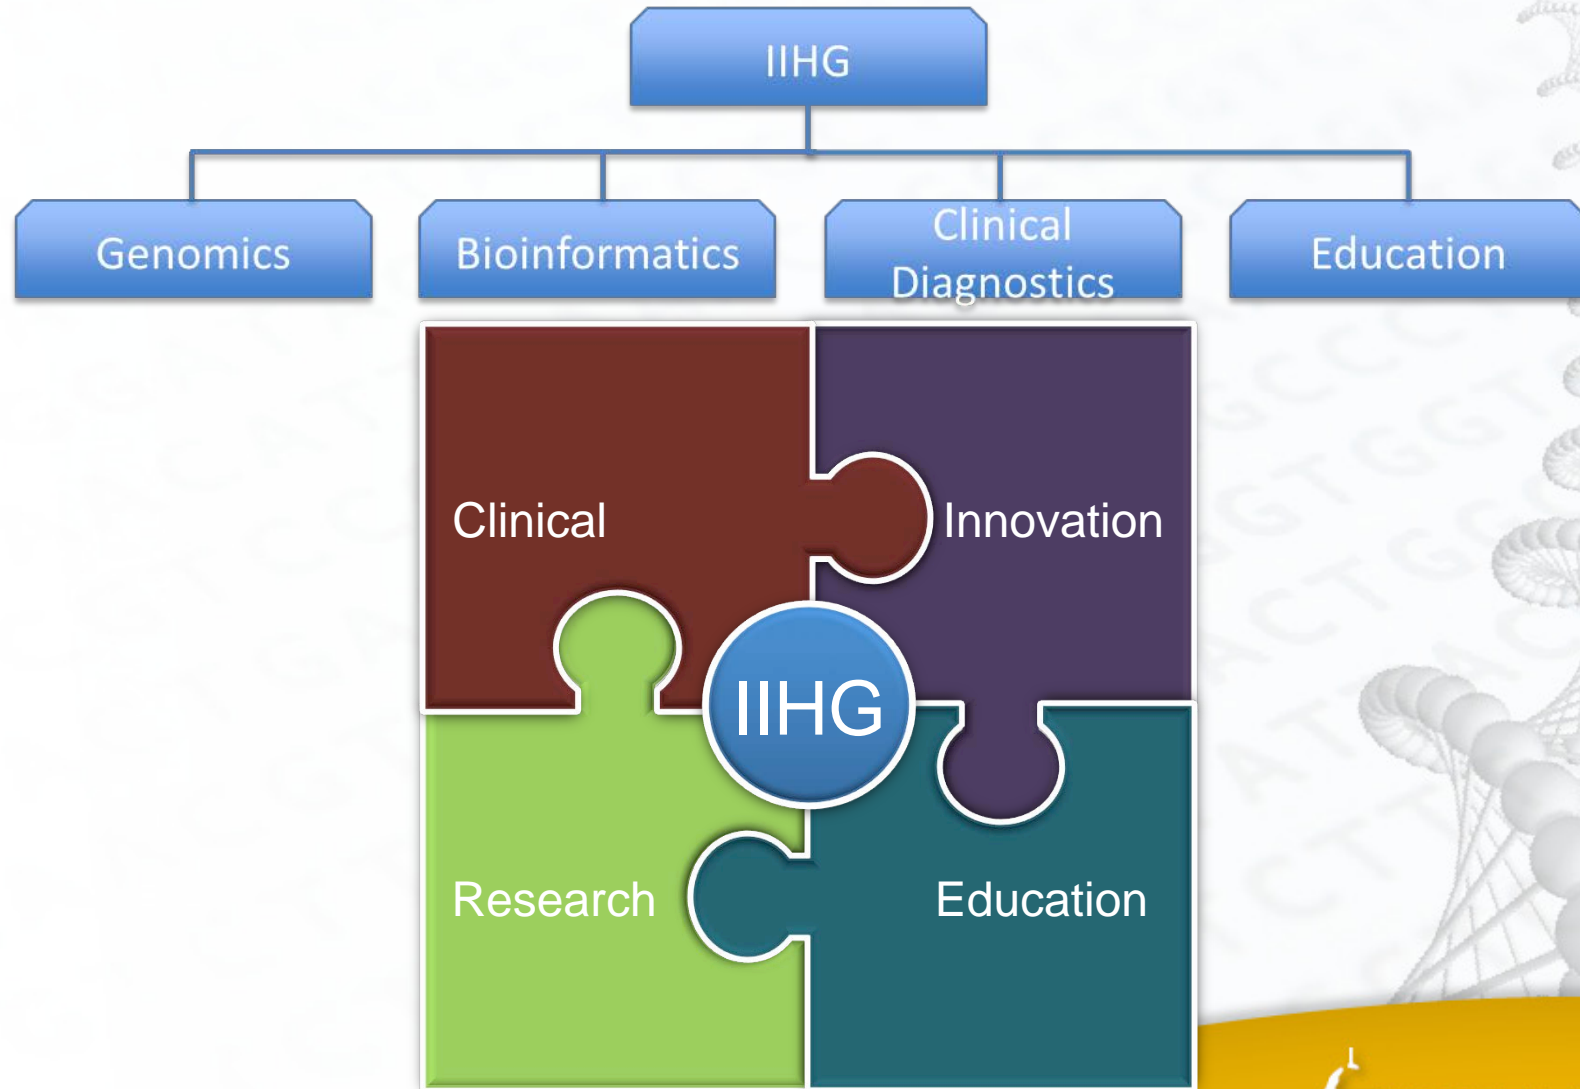 IIHG
Genomics
Bioinformatics
Clinical
Diagnostics
Education
Clinical
Innovation
IIHG
Research
Education